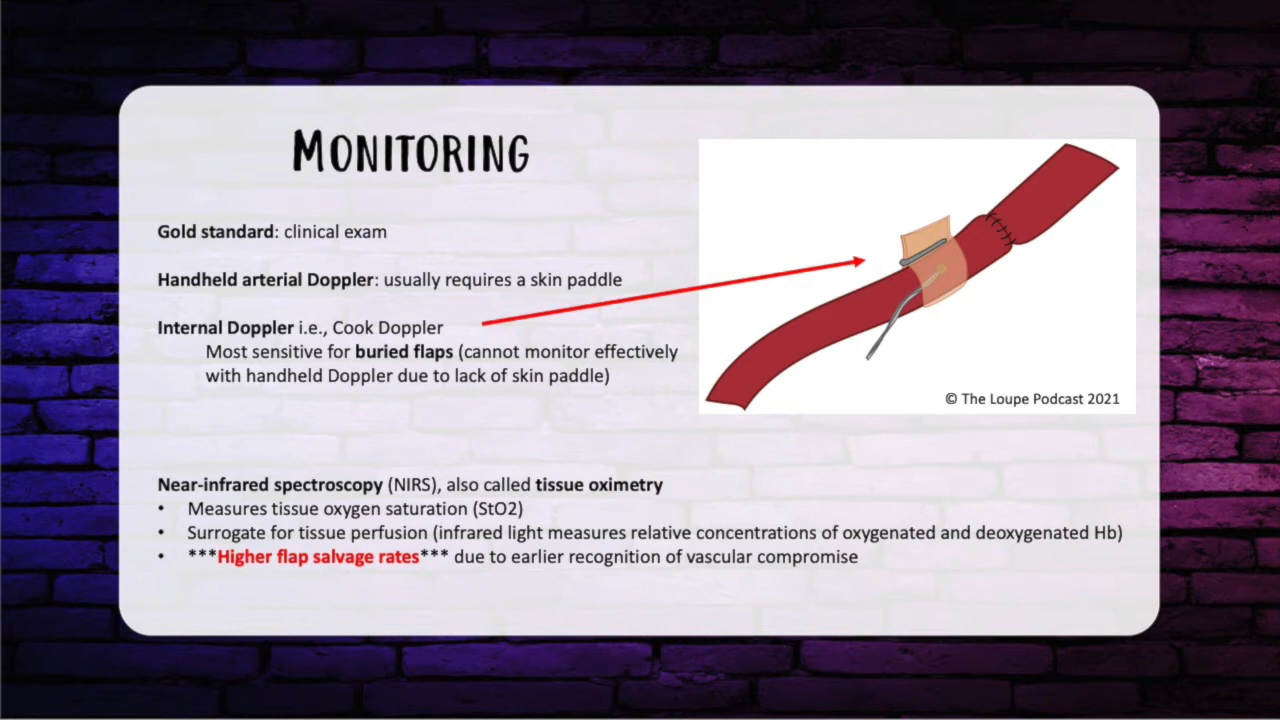 MONITORING
Gold standard: clinical exam
Handheld arterial Doppler: usually requires a skin paddle
Internal Doppler i.e., Cook Doppler
Most sensitive for buried flaps (cannot monitor effectively
with handheld Doppler due to lack of skin paddle)
© The Loupe Podcast 2021
Near-infrared spectroscopy (NIRS), also called tissue oximetry
• Measures tissue oxygen saturation (StO2)
• Surrogate for tissue perfusion (infrared light measures relative concentrations of oxygenated and deoxygenated Hb)
• ***Higher flap salvage rates*** due to earlier recognition of vascular compromise